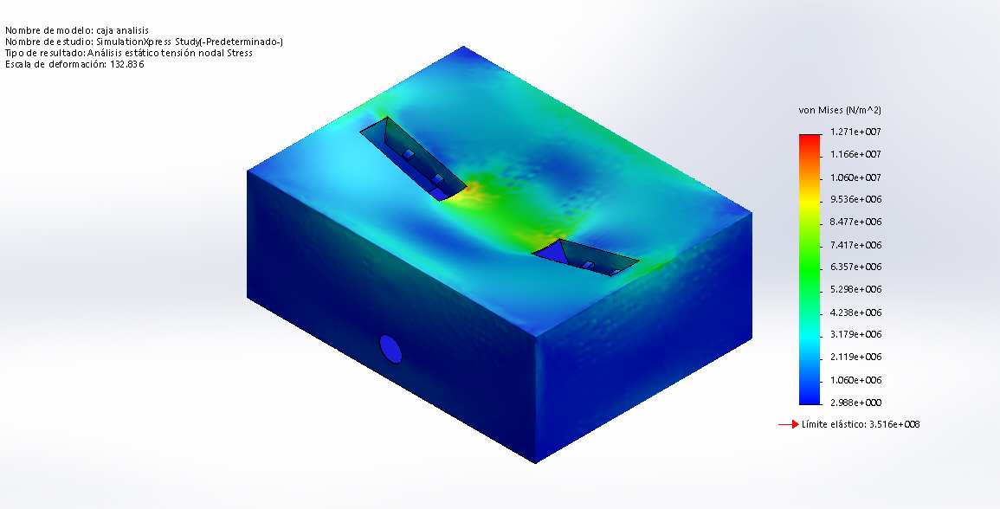 Nombre de modelo: caja analisis
Nombre de estudio: SimulationXpress Study(-Predeterminado-)
Tipo de resultado: Análisis estático tensión nodal Stress
Escala de deformación: 132.836
von Mises (N/m^2)
1.271e+007
1.166e+007
1.060e+007
9.536e+006
8.477e+006
7.417e+006
6.357e+006
5.298e+006
4.238e+006
3.179e+006
2.119e+006
1.060e+006
2.988e+000
Límite elástico: 3.516e+008